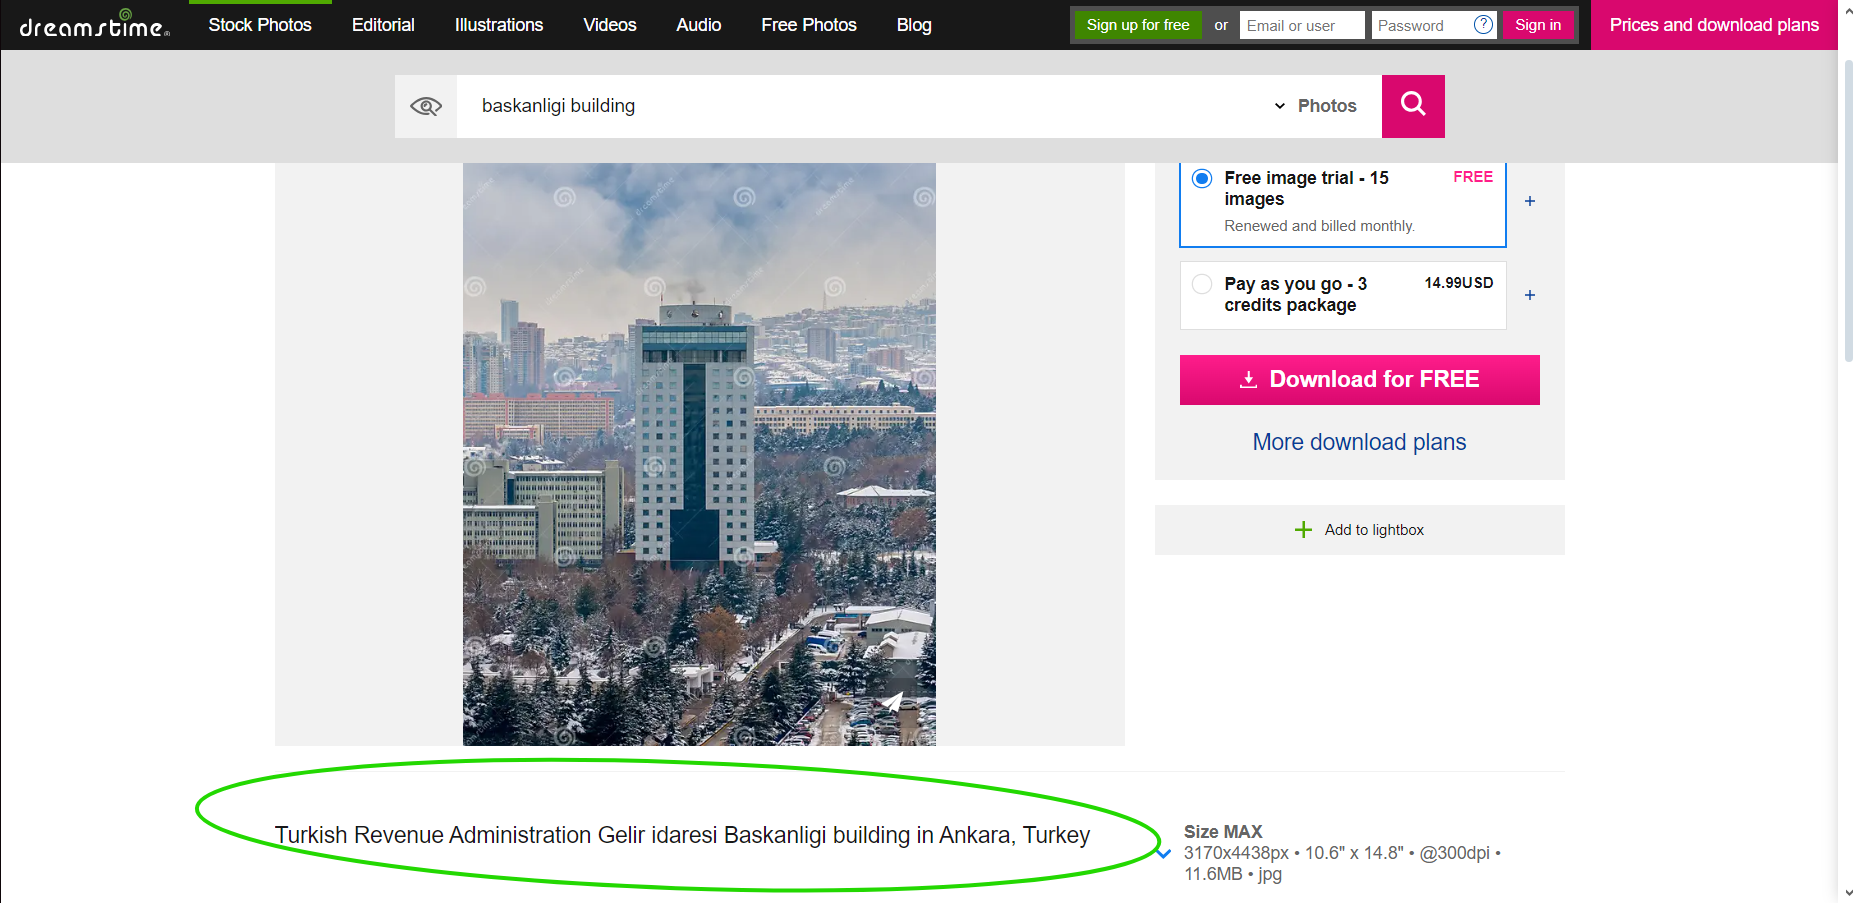 dreamstime®
Stock Photos
Editorial
Illustrations
Videos
Audio
Free Photos
Blog
Sign up for free
or
Email or user
Password
?
Sign in
Prices and download plans
baskanligi building
Photos
Free image trial - 15
images
FREE
Renewed and billed monthly.
+
Pay as you go - 3
credits package
14.99USD
+
Download for FREE
More download plans
Add to lightbox
Turkish Revenue Administration Gelir idaresi Baskanligi building in Ankara, Turkey
Size MAX
3170x4438px • 10.6" x 14.8" • @300dpi •
11.6MB • jpg